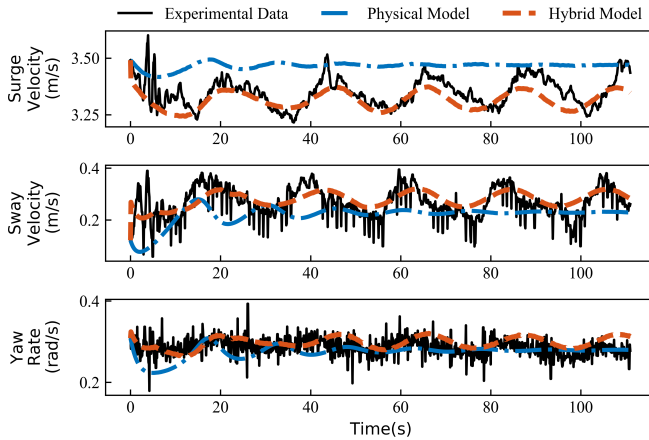 Experimental Data Physical Model Hybrid Model
Surge
Velocity
(m/s)
3.50
3.25
0 20 40 60 80 100
Sway
Velocity
(m/s)
0.4
0.2
0 20 40 60 80 100
Yaw
Rate
(rad/s)
0.4
0.2
0 20 40 60 80 100
Time(s)